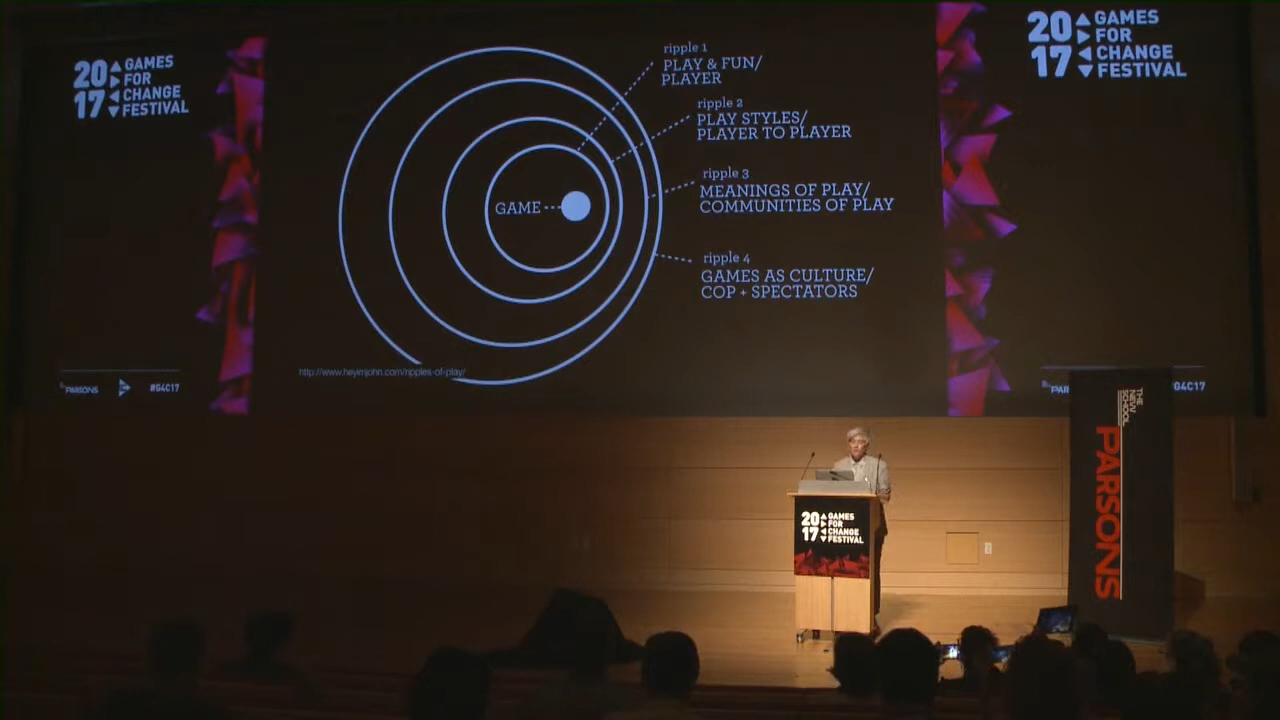 20 GAMES
FOR
17 CHANGE
FESTIVAL
PARSONS
#G4C17
ripple 1
PLAY & FUN/
PLAYER
ripple 2
PLAY STYLES/
PLAYER TO PLAYER
ripple 3
MEANINGS OF PLAY/
COMMUNITIES OF PLAY
ripple 4
GAMES AS CULTURE/
COP + SPECTATORS
GAME
http://www.heyimjohn.com/ripples-of-play/
20 GAMES
FOR
17 CHANGE
FESTIVAL
G4C17
THE
NEW
SCHOOL
PARSONS
20 GAMES
FOR
17 CHANGE
FESTIVAL